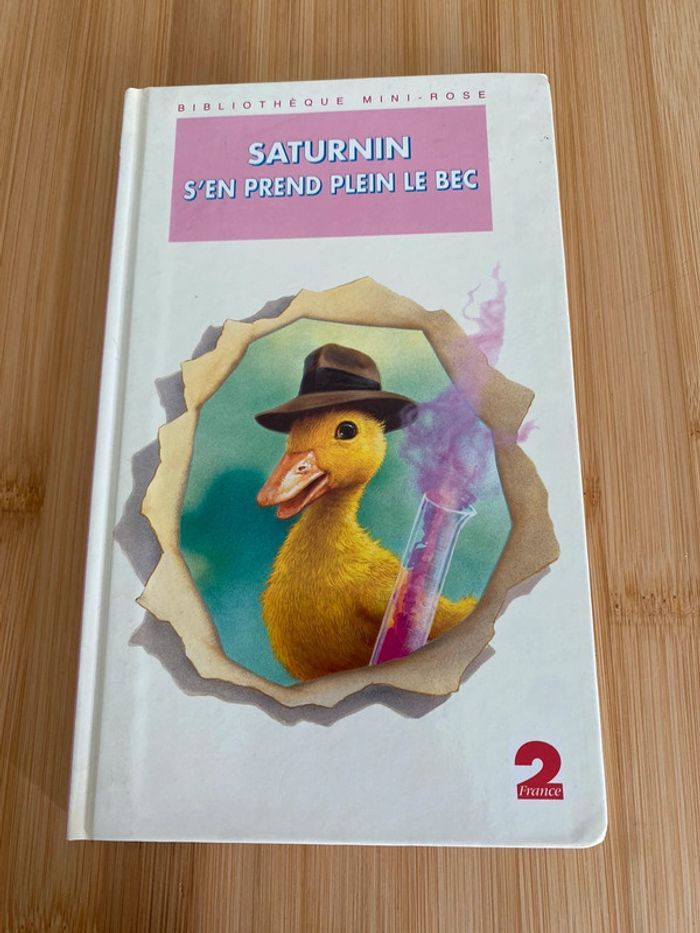 BIBLIOTHÈQUE MINI-ROSE
SATURNIN
S'EN PREND PLEIN LE BEC
2
France